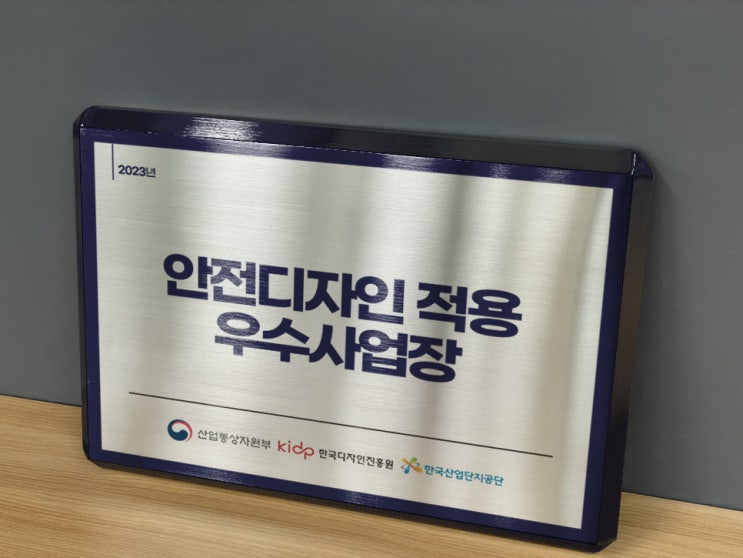 2023년
안전디자인 적용
우수사업장
산업통상자원부 kidp 한국디자인진흥원 한국산업단지공단